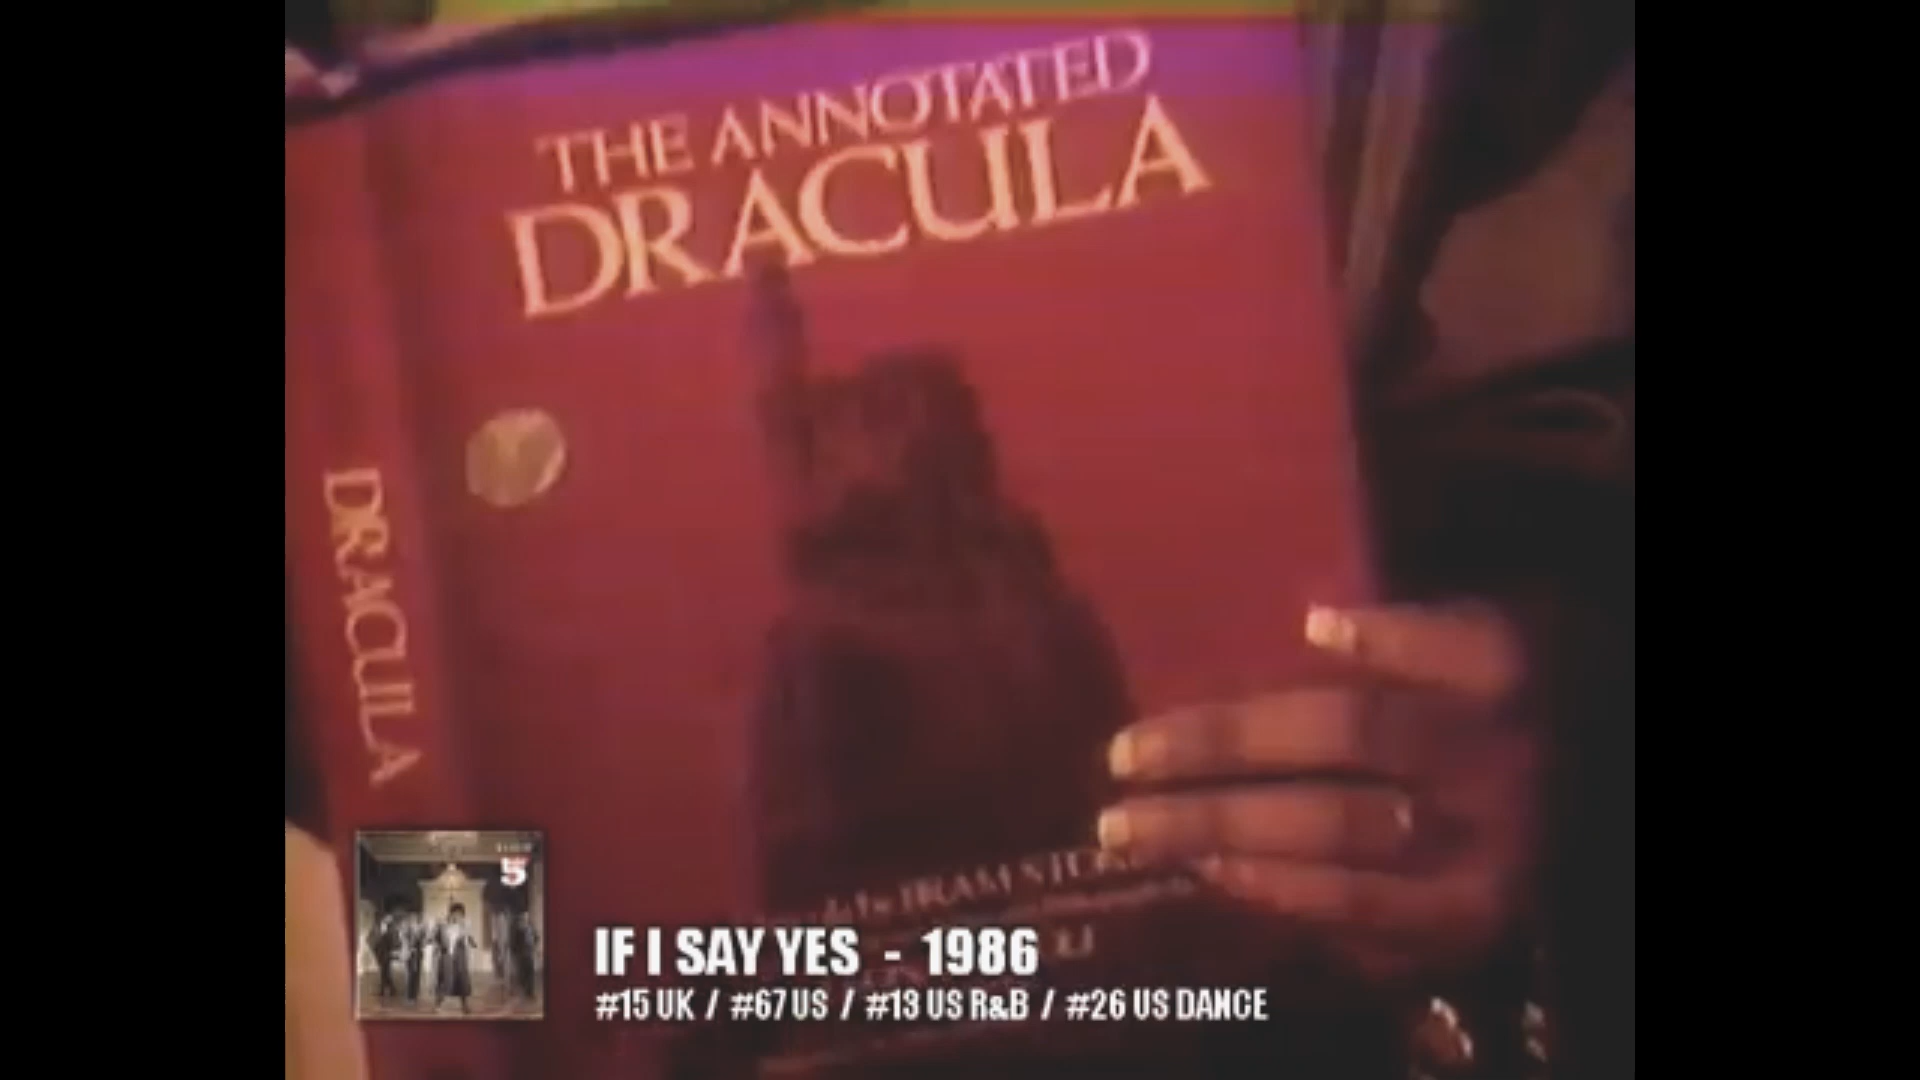 THE ANNOTATED
DRACULA
DRACULA
5
IF I SAY YES - 1986
#15 UK / #67 US / #13 US R&B / #26 US DANCE